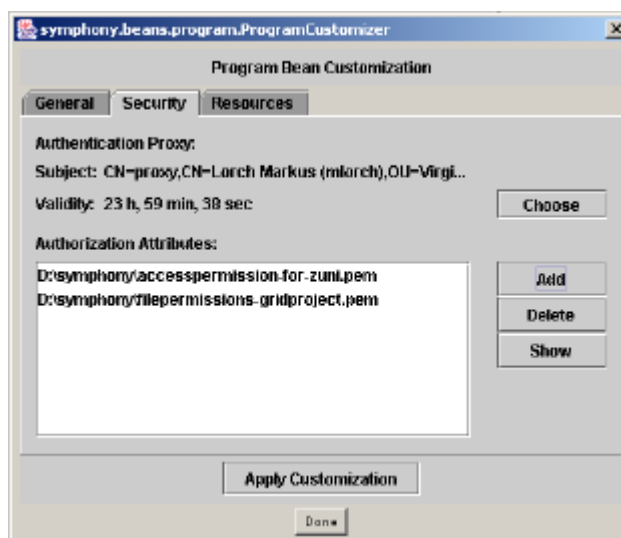 symphony.beans.program.ProgramCustomizer
Program Bean Customization
General Security Resources
Authentication Proxy:
Subject: CN=proxy,CN=Lorch Markus (mlorch),OU=Virgi...
Validity: 23 h, 59 min, 38 sec
Choose
Authorization Attributes:
D:\symphony\accesspermission-for-zuni.pem
D:\symphony\filepermissions-gridproject.pem
Add
Delete
Show
Apply Customization
Done